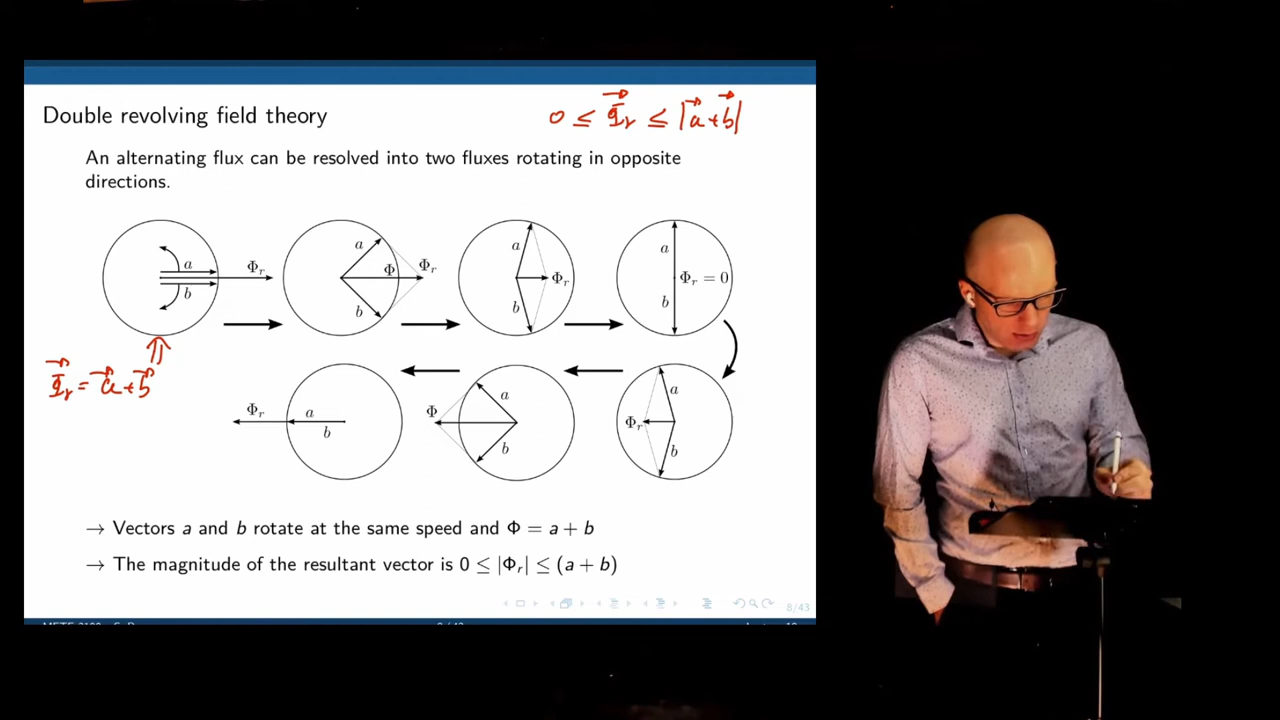 Double revolving field theory
0 ≤ Φ⃗r ≤ |a⃗+b⃗|
An alternating flux can be resolved into two fluxes rotating in opposite
directions.
a Φr
b
a Φ Φr
b
a Φr
b
a Φr = 0
b
Φ⃗r = a⃗+b⃗
Φr a
b
Φ a
b
Φr a
b
→ Vectors a and b rotate at the same speed and Φ = a + b
→ The magnitude of the resultant vector is 0 ≤ |Φr| ≤ (a + b)
8/43